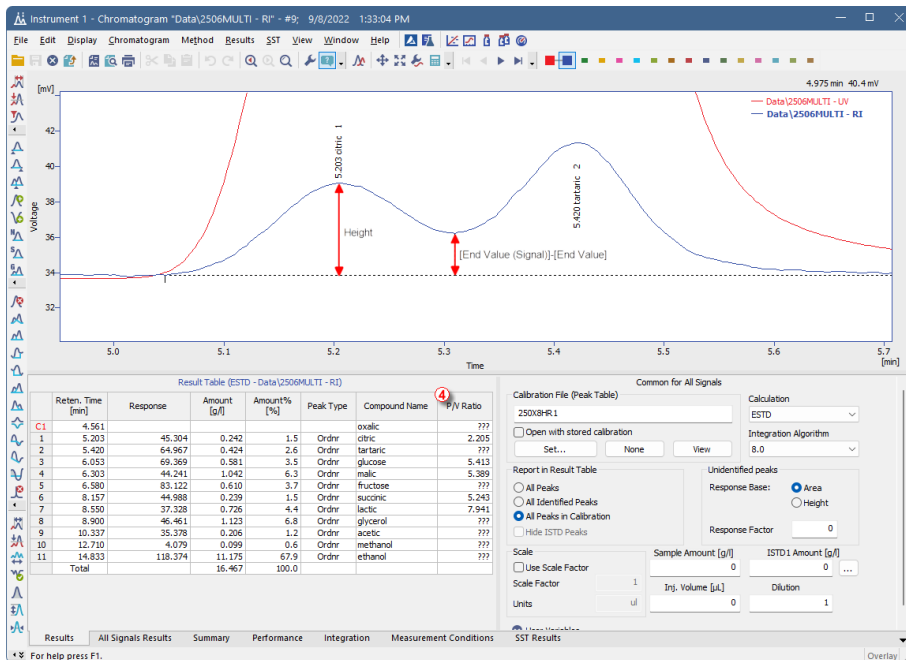 Instrument 1 - Chromatogram "Data\2506MULTI - RI" - #9; 9/8/2022 1:33:04 PM
File Edit Display Chromatogram Method Results SST View Window Help
4.975 min 40.4 mV
[mV]
Data\2506MULTI - UV
Data\2506MULTI - RI
42
40
38
36
34
32
Voltage
5.203 citric 1
5.420 tartaric 2
Height
[End Value (Signal)]-[End Value]
5.0 5.1 5.2 5.3 5.4 5.5 5.6 5.7
Time
[min]
Result Table (ESTD - Data\2506MULTI - RI)
4
Reten. Time [min] Response Amount [g/l] Amount% [%] Peak Type Compound Name P/V Ratio
C1 4.561 oxalic ???
1 5.203 45.304 0.242 1.5 Ordnr citric 2.205
2 5.420 64.967 0.424 2.6 Ordnr tartaric ???
3 6.053 69.369 0.581 3.5 Ordnr glucose 5.413
4 6.303 44.241 1.042 6.3 Ordnr malic 5.389
5 6.580 83.122 0.610 3.7 Ordnr fructose ???
6 8.157 44.988 0.239 1.5 Ordnr succinic 5.243
7 8.550 37.328 0.726 4.4 Ordnr lactic 7.941
8 8.900 46.461 1.123 6.8 Ordnr glycerol ???
9 10.337 35.378 0.206 1.2 Ordnr acetic ???
10 12.710 4.079 0.099 0.6 Ordnr methanol ???
11 14.833 118.374 11.175 67.9 Ordnr ethanol ???
Total 16.467 100.0
Common for All Signals
Calibration File (Peak Table)
250X8HR1
Open with stored calibration
Set... None View
Calculation
ESTD
Integration Algorithm
8.0
Report in Result Table
All Peaks
All Identified Peaks
All Peaks in Calibration
Hide ISTD Peaks
Unidentified peaks
Response Base: Area
Height
Response Factor 0
Scale
Use Scale Factor
Scale Factor 1
Units ul
Sample Amount [g/l]
0
ISTD1 Amount [g/l]
0 ...
Inj. Volume [µL]
0
Dilution
1
User Variables
Results All Signals Results Summary Performance Integration Measurement Conditions SST Results
For help press F1.
Overlay